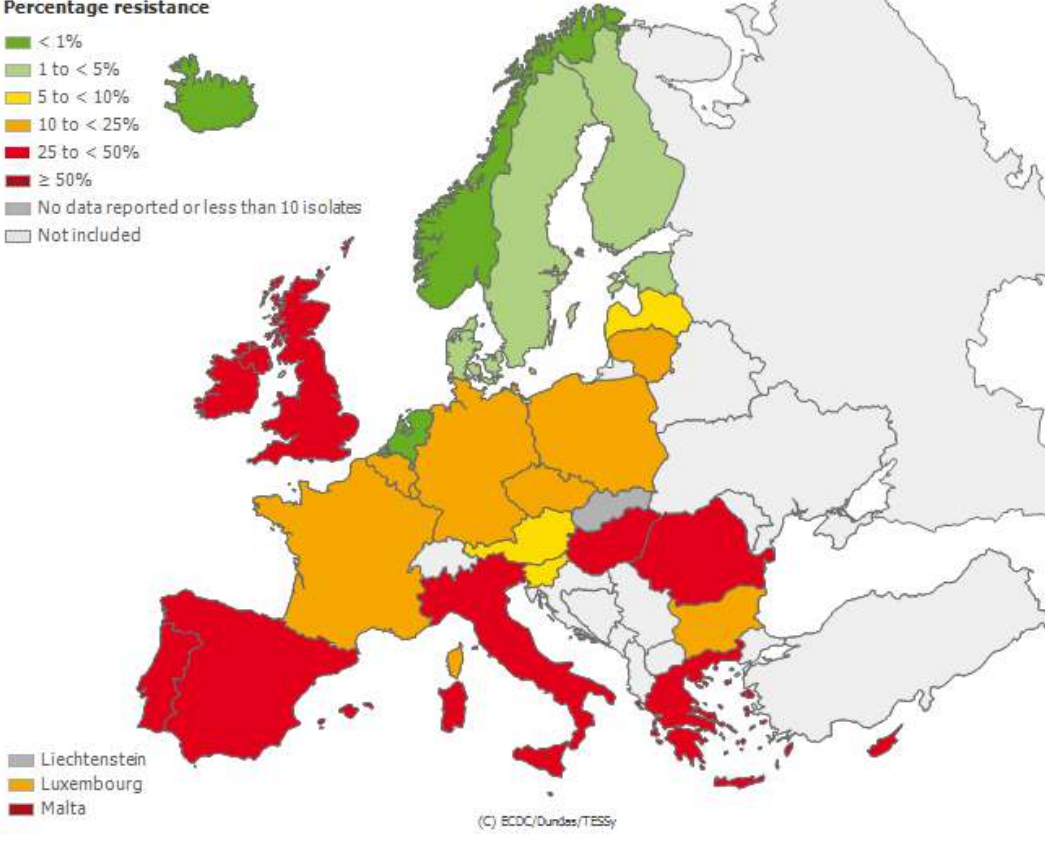 Percentage resistance
< 1%
1 to < 5%
5 to < 10%
10 to < 25%
25 to < 50%
≥ 50%
No data reported or less than 10 isolates
Not included
Liechtenstein
Luxembourg
Malta
(C) ECDC/Dundas/TESSy